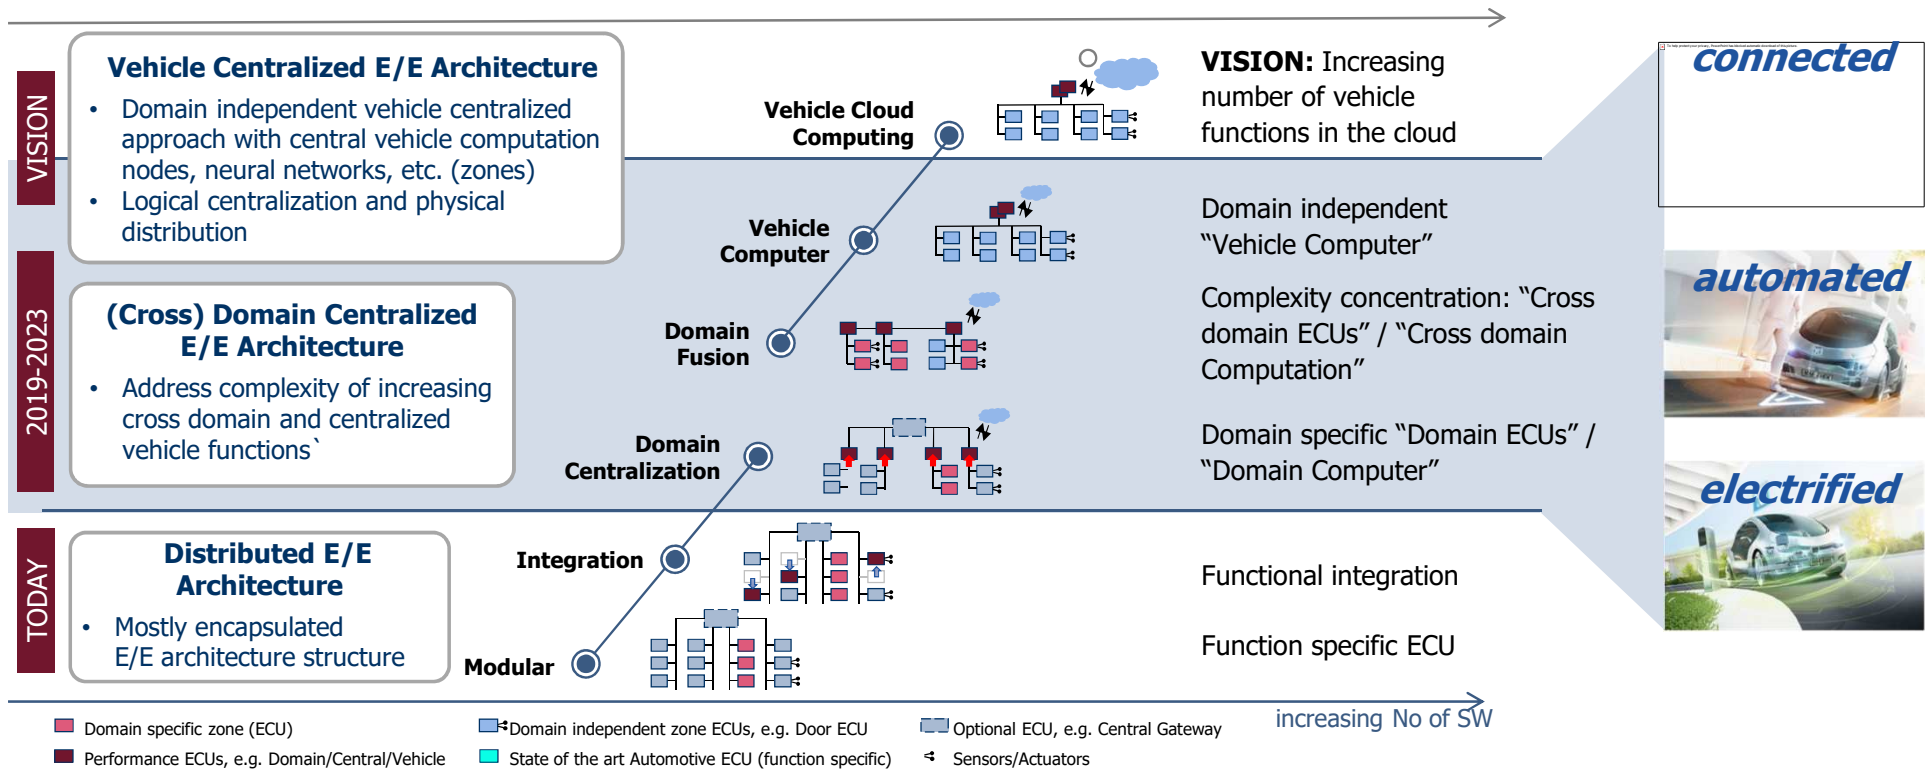 VISION
Vehicle Centralized E/E Architecture
• Domain independent vehicle centralized
approach with central vehicle computation
nodes, neural networks, etc. (zones)
• Logical centralization and physical
distribution
2019-2023
(Cross) Domain Centralized
E/E Architecture
• Address complexity of increasing
cross domain and centralized
vehicle functions`
TODAY
Distributed E/E
Architecture
• Mostly encapsulated
E/E architecture structure
Vehicle Cloud
Computing
Vehicle
Computer
Domain
Fusion
Domain
Centralization
Integration
Modular
VISION: Increasing
number of vehicle
functions in the cloud
Domain independent
“Vehicle Computer”
Complexity concentration: “Cross
domain ECUs” / “Cross domain
Computation”
Domain specific “Domain ECUs” /
“Domain Computer”
Functional integration
Function specific ECU
connected
automated
electrified
increasing No of SW
Domain specific zone (ECU)
Domain independent zone ECUs, e.g. Door ECU
Optional ECU, e.g. Central Gateway
Performance ECUs, e.g. Domain/Central/Vehicle
State of the art Automotive ECU (function specific)
Sensors/Actuators